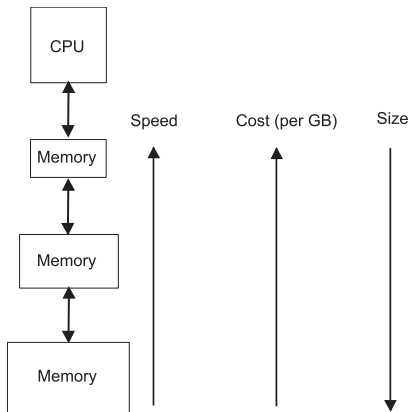 CPU
Speed
Cost (per GB)
Size
Memory
Memory
Memory